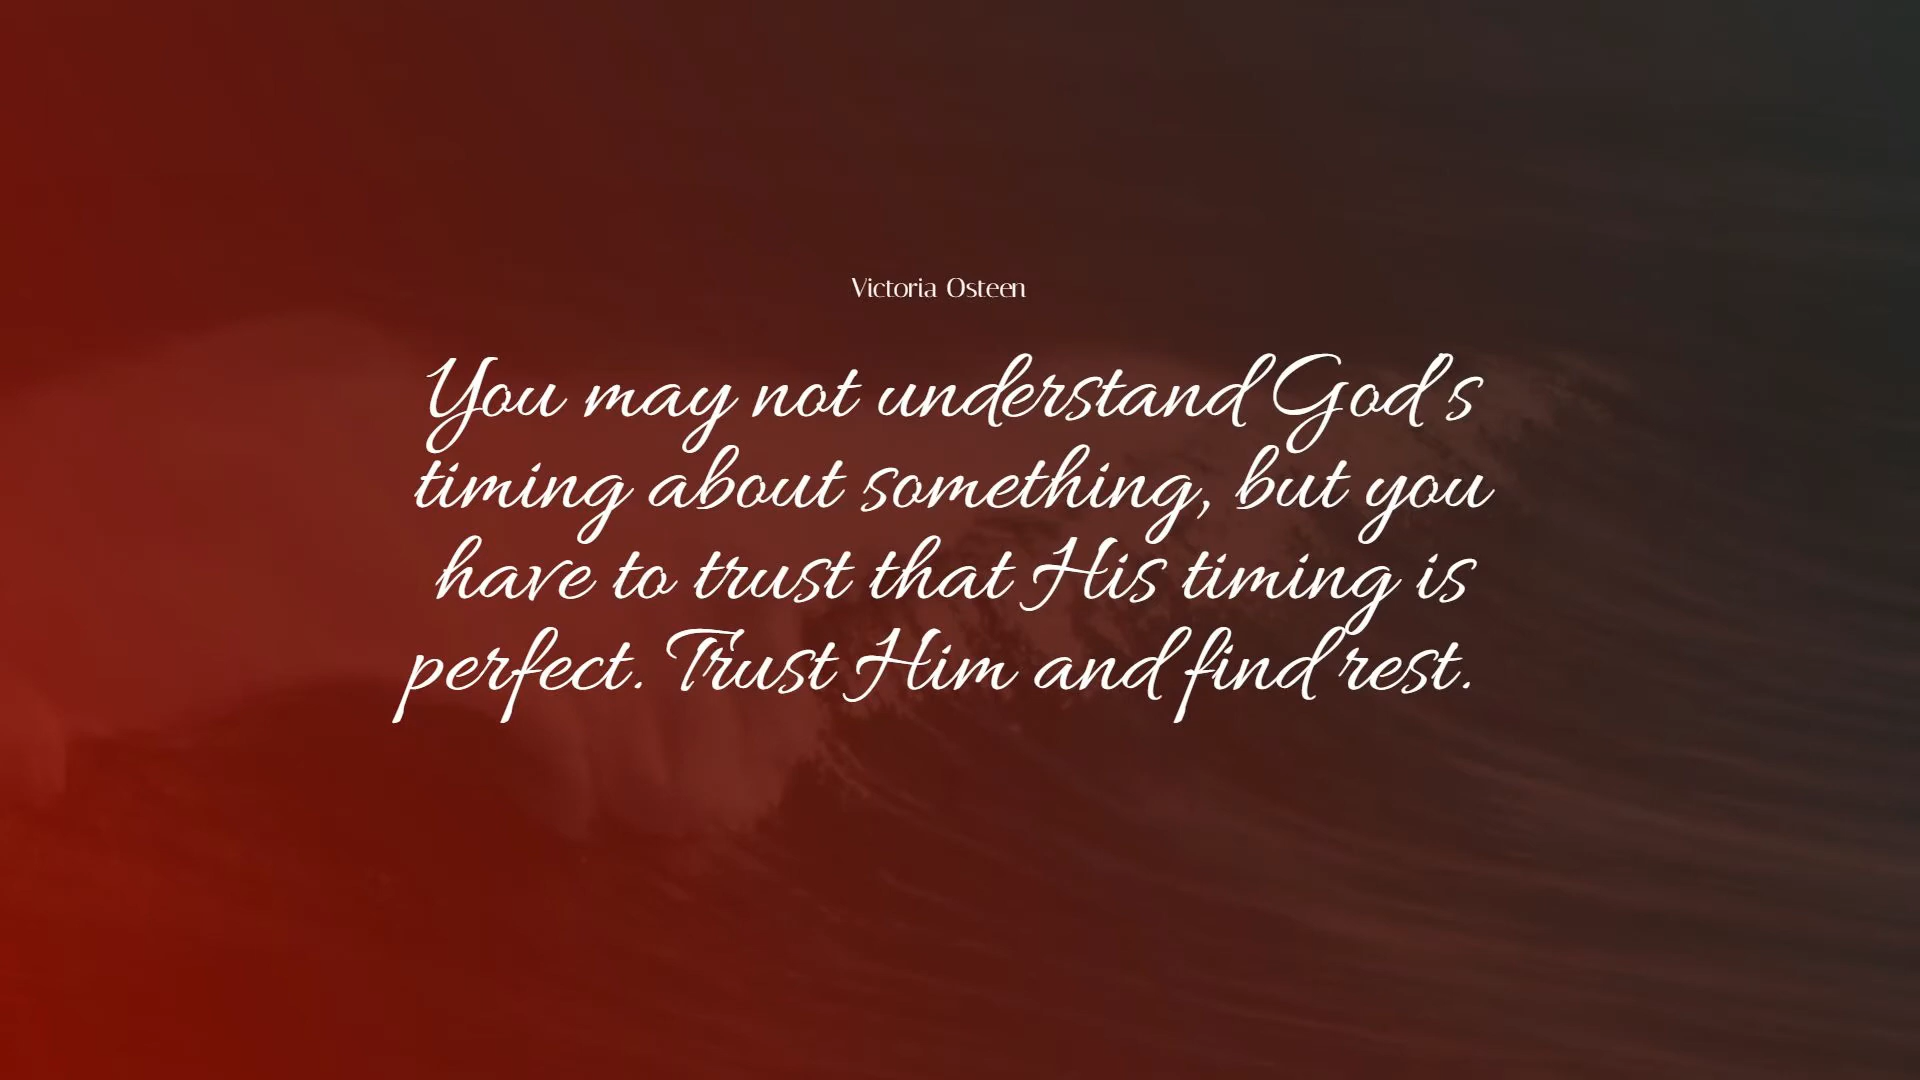 Victoria Osteen
You may not understand God's
timing about something, but you
have to trust that His timing is
perfect. Trust Him and find rest.